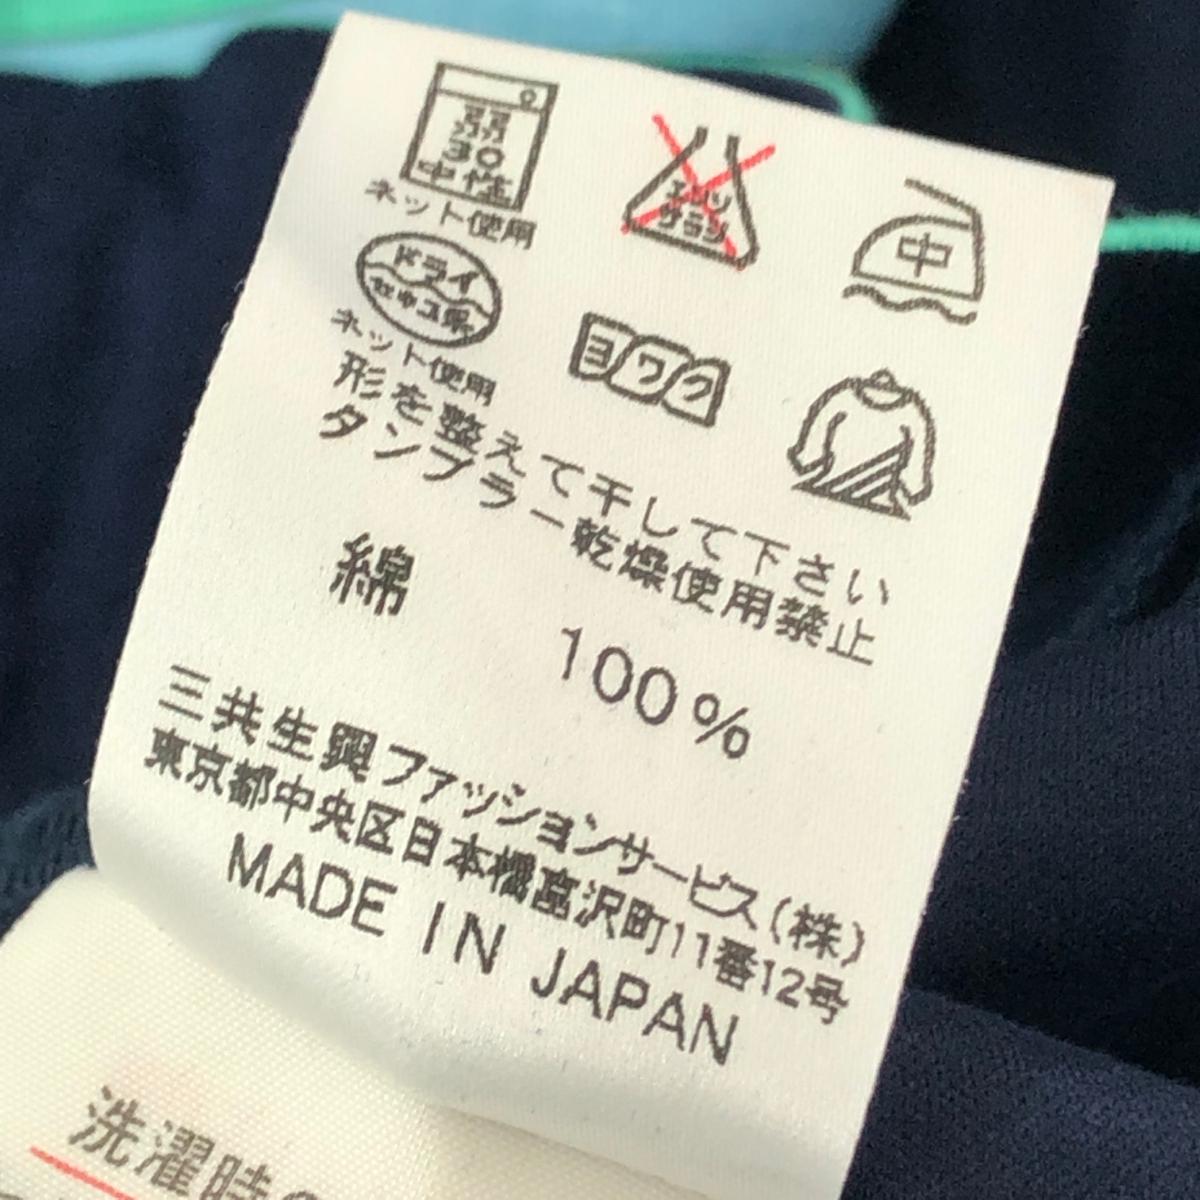 弱
30
中性
ネット使用
エンソ
サラシ
中
ドライ
セキユ系
ネット使用
ヨワク
形を整えて干して下さい
タンブラー乾燥使用禁止
綿 100%
三共生興ファッションサービス(株)
東京都中央区日本橋富沢町11番12号
MADE IN JAPAN
洗濯時の